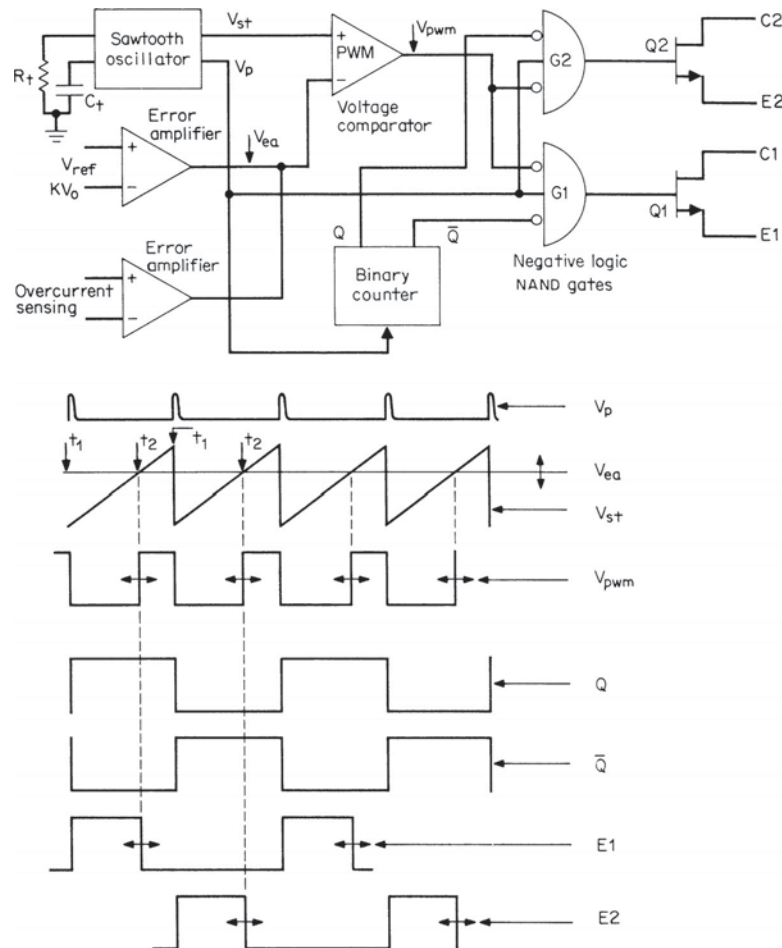 V_st
V_pwm
C2
Sawtooth
oscillator
V_p
+
PWM
−
G2
Q2
R_t
C_t
Voltage
comparator
E2
Error
amplifier
V_ea
+
V_ref
KV_o
−
C1
G1
Q1
E1
Q
Q̅
Error
amplifier
+
Overcurrent
sensing
−
Binary
counter
Negative logic
NAND gates
V_p
t_1
t_2
t_1
t_2
V_ea
V_st
V_pwm
Q
Q̅
E1
E2